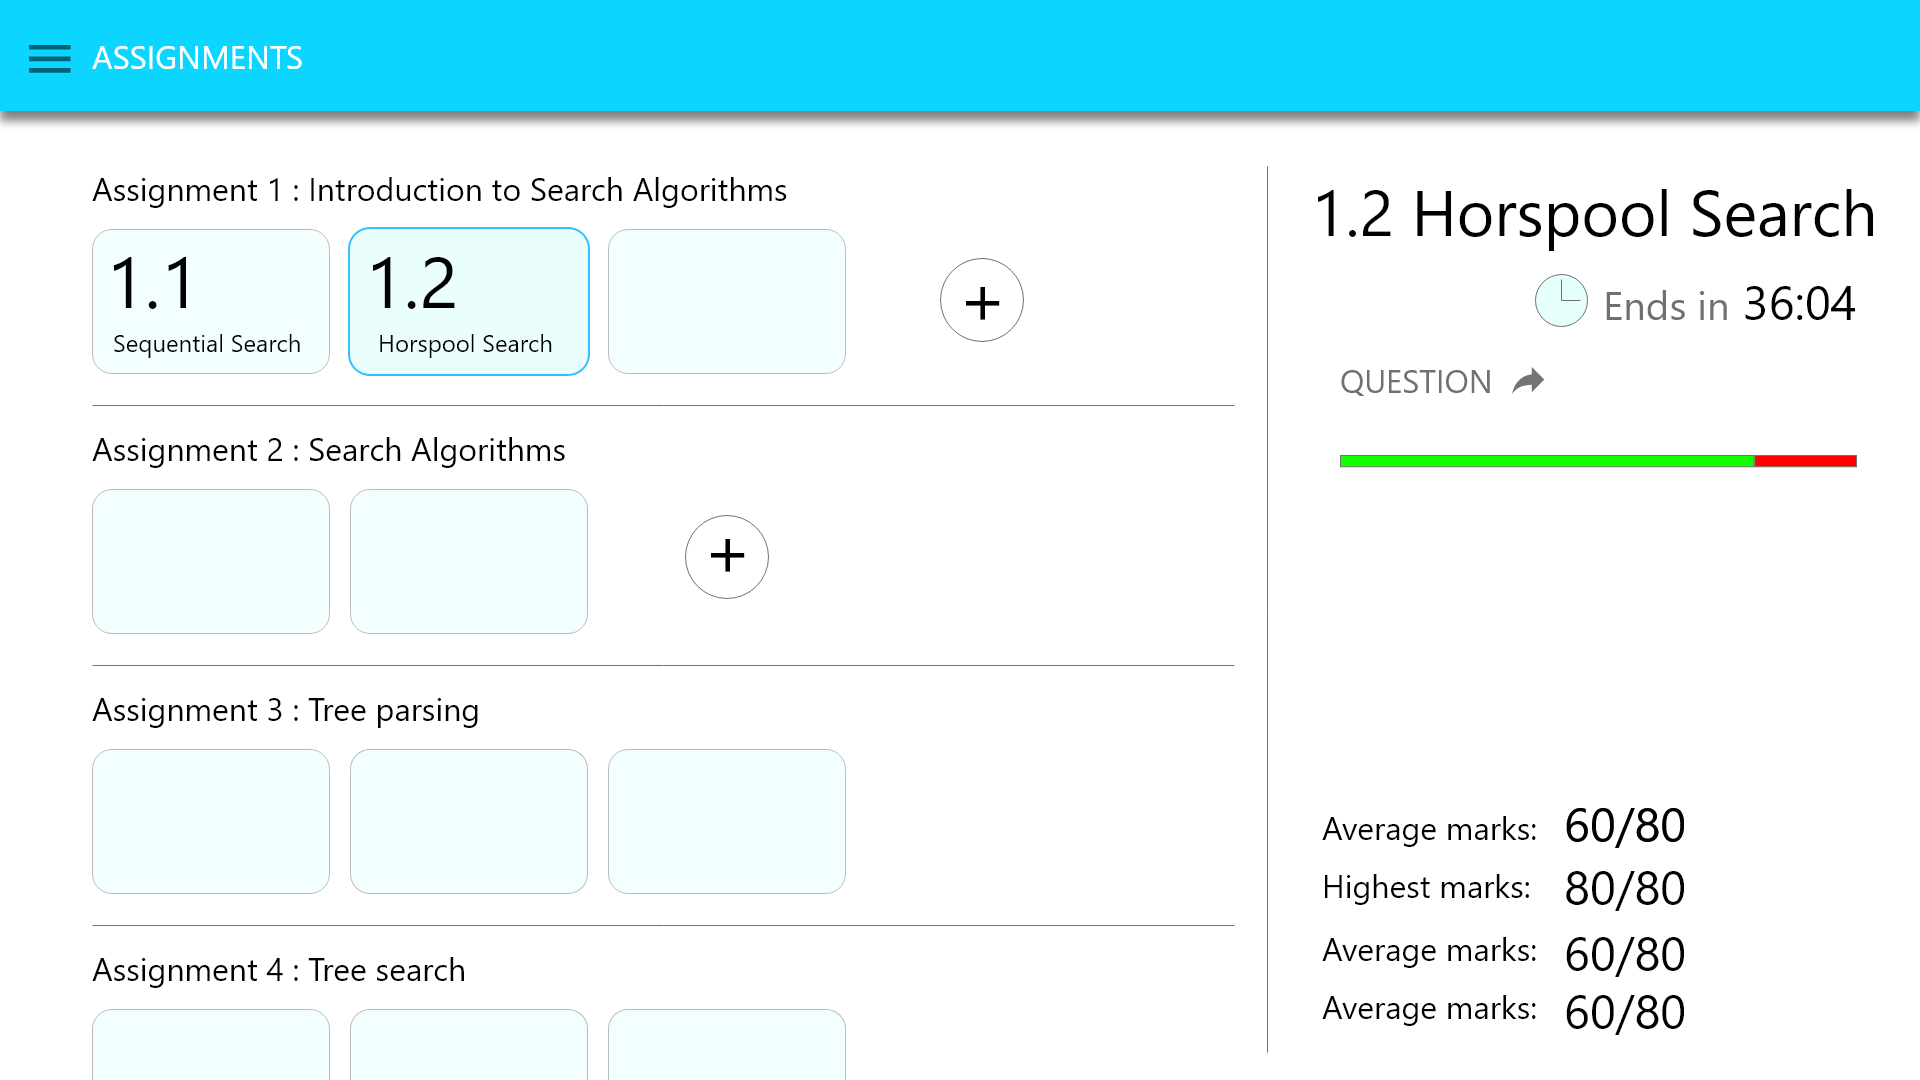 ASSIGNMENTS
Assignment 1 : Introduction to Search Algorithms
1.1
Sequential Search
1.2
Horspool Search
+
Assignment 2 : Search Algorithms
+
Assignment 3 : Tree parsing
Assignment 4 : Tree search
1.2 Horspool Search
Ends in 36:04
QUESTION
Average marks: 60/80
Highest marks: 80/80
Average marks: 60/80
Average marks: 60/80